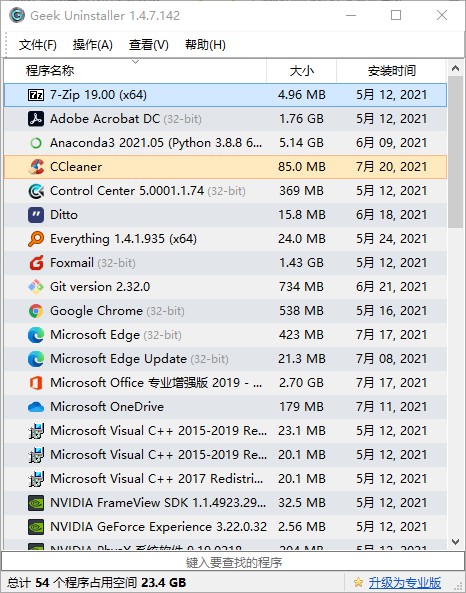 Geek Uninstaller 1.4.7.142
文件(F) 操作(A) 查看(V) 帮助(H)
程序名称 大小 安装时间
7-Zip 19.00 (x64) 4.96 MB 5月 12, 2021
Adobe Acrobat DC (32-bit) 1.76 GB 5月 12, 2021
Anaconda3 2021.05 (Python 3.8.8 6... 5.14 GB 6月 09, 2021
CCleaner 85.0 MB 7月 20, 2021
Control Center 5.0001.1.74 (32-bit) 369 MB 5月 12, 2021
Ditto 15.8 MB 6月 18, 2021
Everything 1.4.1.935 (x64) 24.0 MB 5月 24, 2021
Foxmail (32-bit) 1.43 GB 5月 12, 2021
Git version 2.32.0 734 MB 6月 21, 2021
Google Chrome (32-bit) 538 MB 5月 16, 2021
Microsoft Edge (32-bit) 423 MB 7月 17, 2021
Microsoft Edge Update (32-bit) 21.3 MB 7月 08, 2021
Microsoft Office 专业增强版 2019 - ... 2.70 GB 7月 17, 2021
Microsoft OneDrive 179 MB 7月 11, 2021
Microsoft Visual C++ 2015-2019 Re... 23.1 MB 5月 12, 2021
Microsoft Visual C++ 2015-2019 Re... 20.1 MB 5月 12, 2021
Microsoft Visual C++ 2017 Redistri... 20.1 MB 5月 12, 2021
NVIDIA FrameView SDK 1.1.4923.29... 32.5 MB 5月 12, 2021
NVIDIA GeForce Experience 3.22.0.32 2.56 MB 5月 12, 2021
NVIDIA PhysX 系统软件 9.19.0218 5月 12, 2021
键入要查找的程序
总计 54 个程序占用空间 23.4 GB 升级为专业版